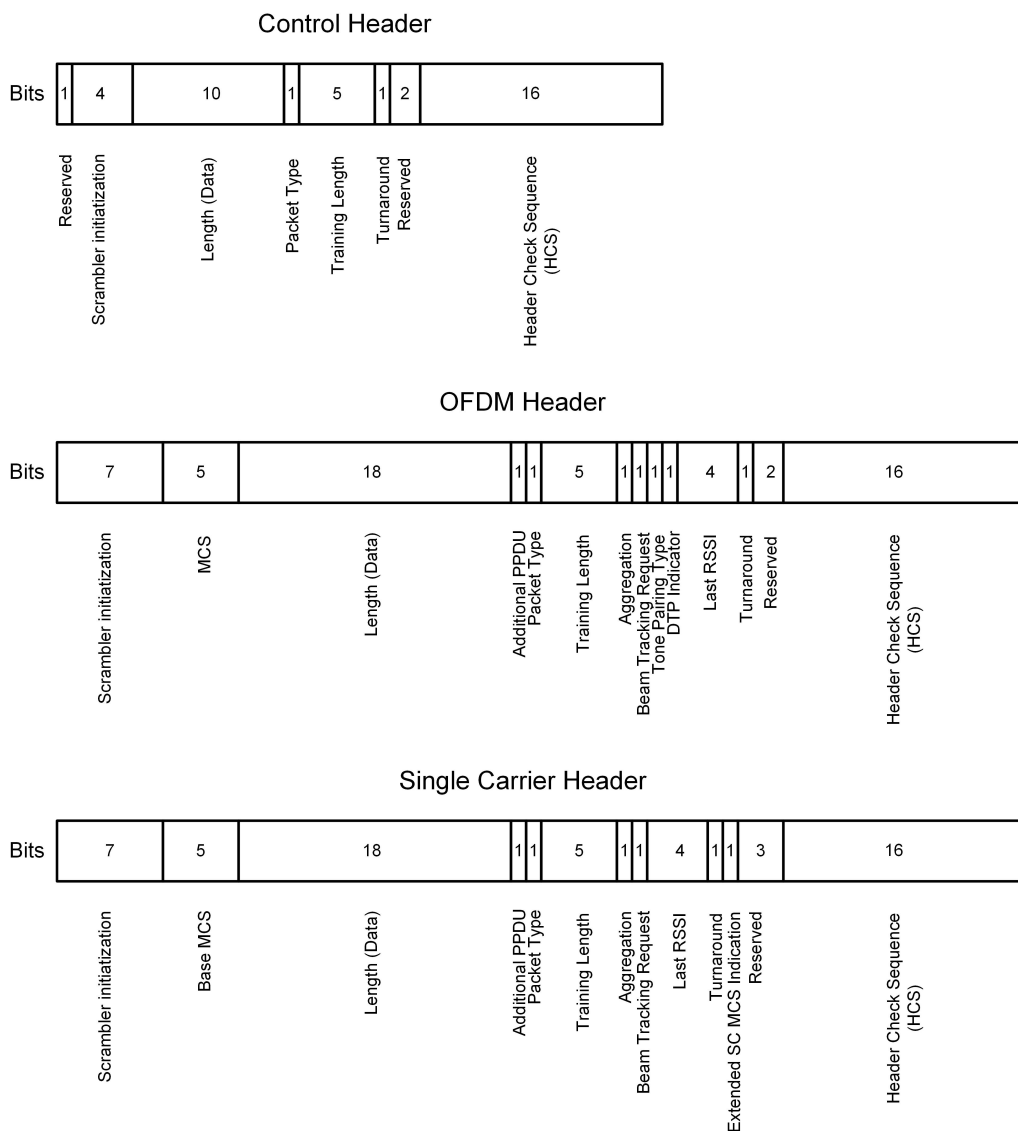 Control Header
Bits 1 4 10 1 5 1 2 16
Reserved
Scrambler initiatization
Length (Data)
Packet Type
Training Length
Turnaround
Reserved
Header Check Sequence
(HCS)
OFDM Header
Bits 7 5 18 1 1 5 1 1 1 1 4 1 2 16
Scrambler initiatization
MCS
Length (Data)
Additional PPDU
Packet Type
Training Length
Aggregation
Beam Tracking Request
Tone Pairing Type
DTP Indicator
Last RSSI
Turnaround
Reserved
Header Check Sequence
(HCS)
Single Carrier Header
Bits 7 5 18 1 1 5 1 1 4 1 1 3 16
Scrambler initiatization
Base MCS
Length (Data)
Additional PPDU
Packet Type
Training Length
Aggregation
Beam Tracking Request
Last RSSI
Turnaround
Extended SC MCS Indication
Reserved
Header Check Sequence
(HCS)